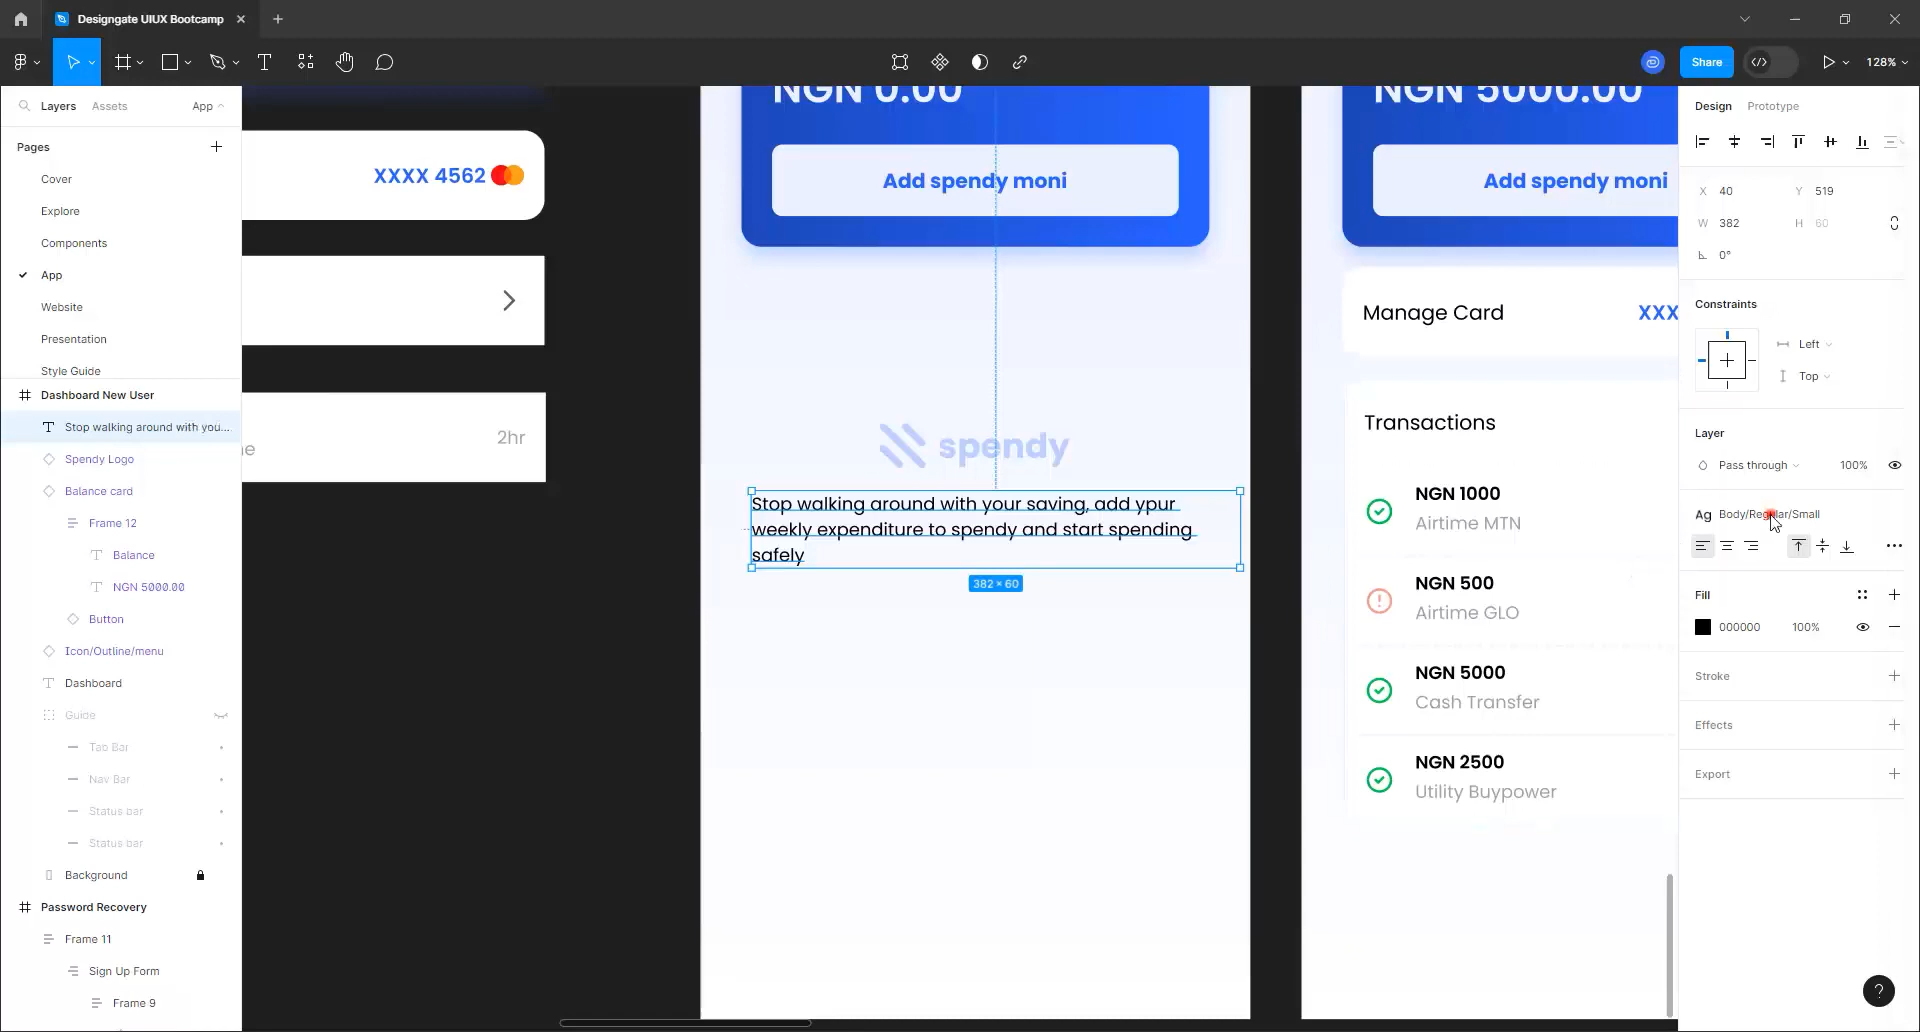 Designgate UIUX Bootcamp
Share
128%
Layers
Assets
App
Pages
Cover
Explore
Components
App
Website
Presentation
Style Guide
Dashboard New User
Stop walking around with you...
Spendy Logo
Balance card
Frame 12
Balance
NGN 5000.00
Button
Icon/Outline/menu
Dashboard
Guide
Tab Bar
Nav Bar
Status bar
Status bar
Background
Password Recovery
Frame 11
Sign Up Form
Frame 9
XXXX 4562
2hr
NGN 0.00
Add spendy moni
spendy
Stop walking around with your saving, add ypur
weekly expenditure to spendy and start spending
safely
382 × 60
NGN 5000.00
Add spendy moni
Manage Card
XXX
Transactions
NGN 1000
Airtime MTN
NGN 500
Airtime GLO
NGN 5000
Cash Transfer
NGN 2500
Utility Buypower
Design
Prototype
X 40 Y 519
W 382 H 60
0°
Constraints
Left
Top
Layer
Pass through 100%
Ag Body/Regular/Small
Fill
000000 100%
Stroke
Effects
Export
?